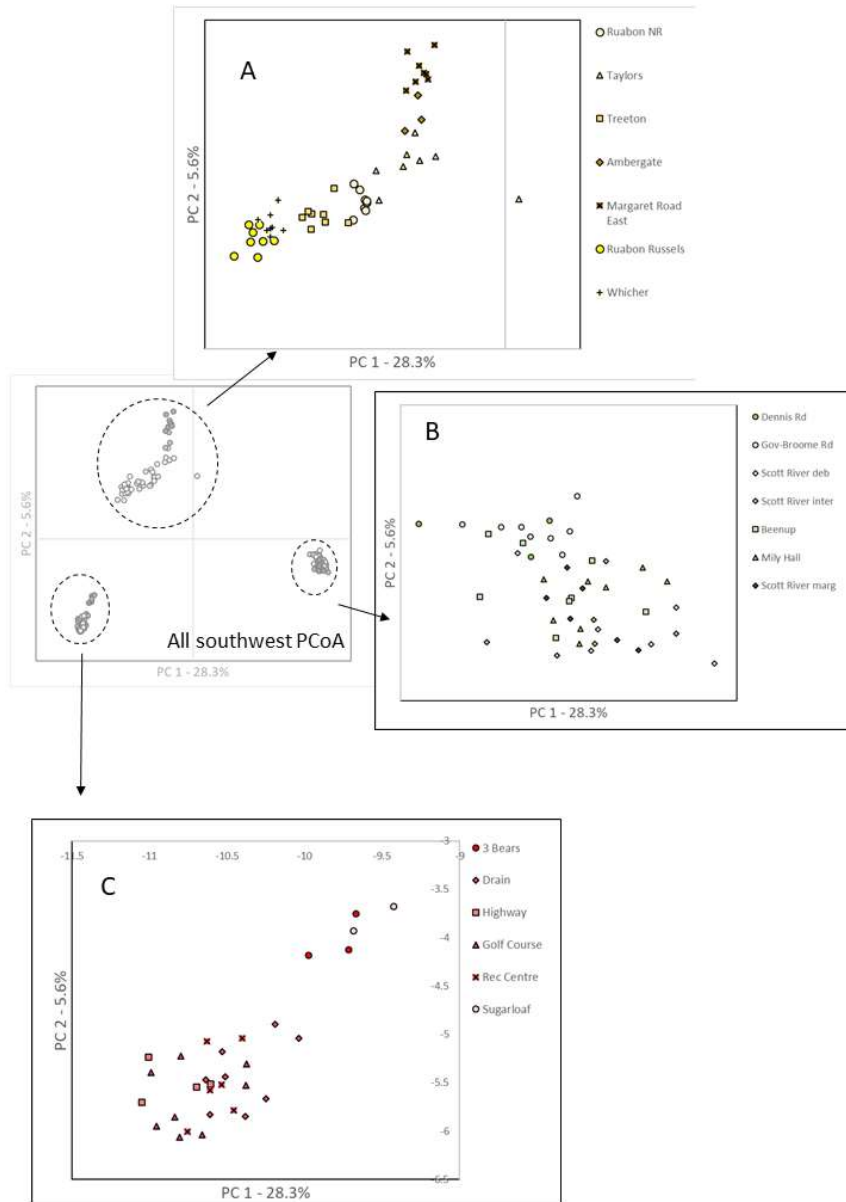 A
PC 2 - 5.6%
PC 1 - 28.3%
Ruabon NR
Taylors
Treeton
Ambergate
Margaret Road
East
Ruabon Russels
Whicher
PC 2 - 5.6%
All southwest PCoA
PC 1 - 28.3%
B
PC 2 - 5.6%
PC 1 - 28.3%
Dennis Rd
Gov-Broome Rd
Scott River deb
Scott River inter
Beenup
Mily Hall
Scott River marg
-11.5 -11 -10.5 -10 -9.5 -9
-3
-3.5
-4
-4.5
-5
-5.5
-6
-6.5
C
PC 2 - 5.6%
PC 1 - 28.3%
3 Bears
Drain
Highway
Golf Course
Rec Centre
Sugarloaf